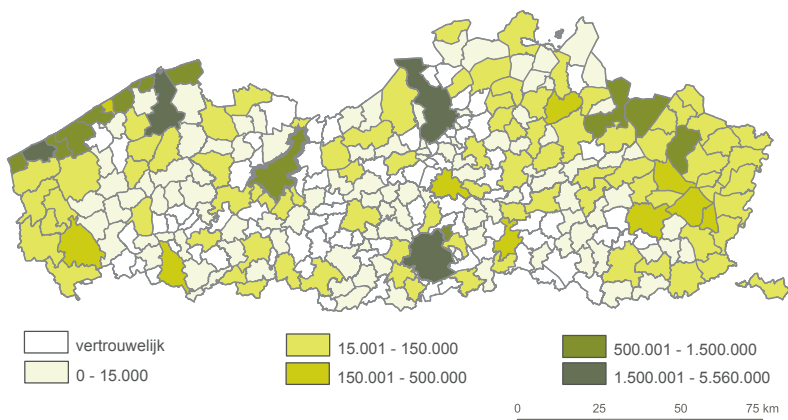 vertrouwelijk
0 - 15.000
15.001 - 150.000
150.001 - 500.000
500.001 - 1.500.000
1.500.001 - 5.560.000
0 25 50 75 km